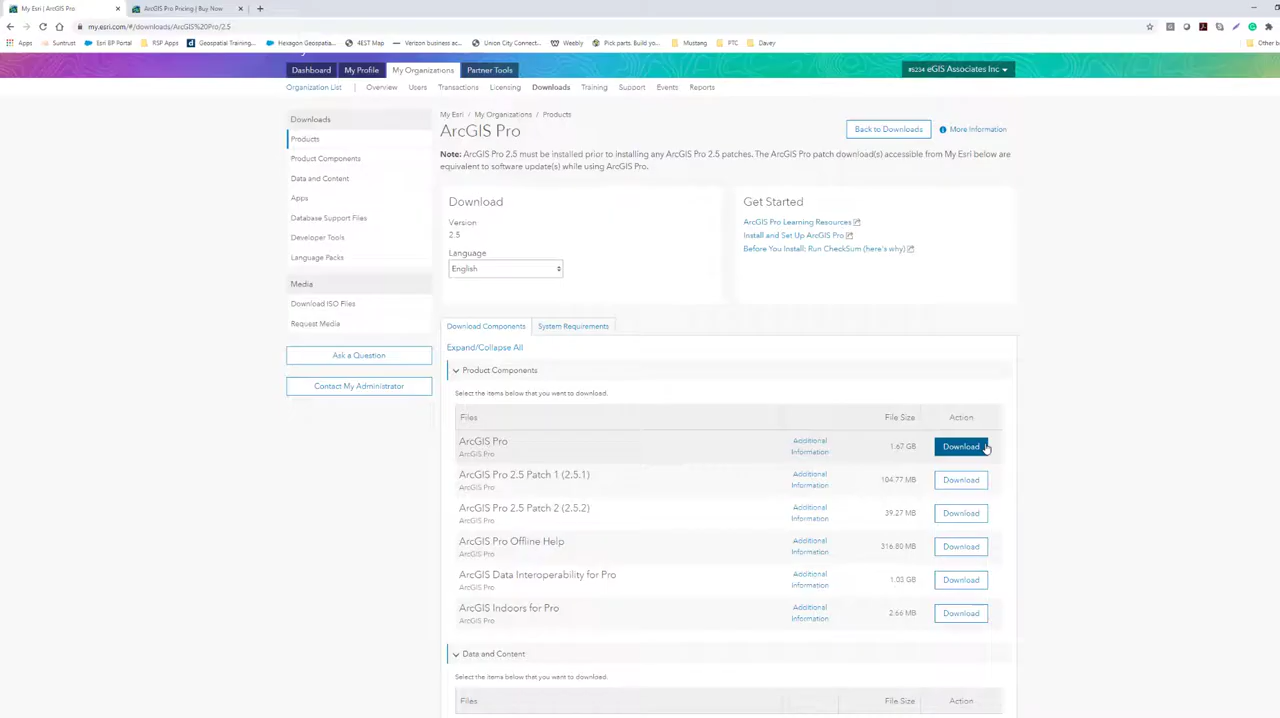 My Esri | ArcGIS Pro
ArcGIS Pro Pricing | Buy Now
my.esri.com/#/downloads/ArcGIS%20Pro/2.5
Apps
Suntrust
Esri BP Portal
RSP Apps
Geospatial Training...
Hexagon Geospatia...
4EST Map
Verizon business ac...
Union City Connect...
Weebly
Pick parts. Build yo...
Mustang
PTC
Davey
Other b
Dashboard
My Profile
My Organizations
Partner Tools
#5234 eGIS Associates Inc
Organization List
Overview
Users
Transactions
Licensing
Downloads
Training
Support
Events
Reports
Downloads
Products
Product Components
Data and Content
Apps
Database Support Files
Developer Tools
Language Packs
Media
Download ISO Files
Request Media
Ask a Question
Contact My Administrator
My Esri / My Organizations / Products
ArcGIS Pro
Back to Downloads
More Information
Note: ArcGIS Pro 2.5 must be installed prior to installing any ArcGIS Pro 2.5 patches. The ArcGIS Pro patch download(s) accessible from My Esri below are
equivalent to software update(s) while using ArcGIS Pro.
Download
Version
2.5
Language
English
Get Started
ArcGIS Pro Learning Resources
Install and Set Up ArcGIS Pro
Before You Install: Run CheckSum (here's why)
Download Components
System Requirements
Expand/Collapse All
Product Components
Select the items below that you want to download.
Files
File Size
Action
ArcGIS Pro
ArcGIS Pro
Additional
Information
1.67 GB
Download
ArcGIS Pro 2.5 Patch 1 (2.5.1)
ArcGIS Pro
Additional
Information
104.77 MB
Download
ArcGIS Pro 2.5 Patch 2 (2.5.2)
ArcGIS Pro
Additional
Information
39.27 MB
Download
ArcGIS Pro Offline Help
ArcGIS Pro
Additional
Information
316.80 MB
Download
ArcGIS Data Interoperability for Pro
ArcGIS Pro
Additional
Information
1.03 GB
Download
ArcGIS Indoors for Pro
ArcGIS Pro
Additional
Information
2.66 MB
Download
Data and Content
Select the items below that you want to download.
Files
File Size
Action